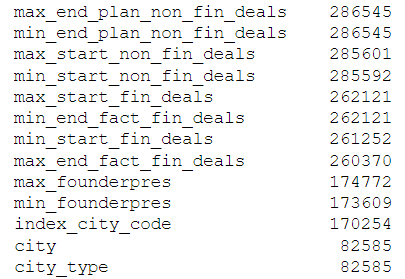 max_end_plan_non_fin_deals 286545
min_end_plan_non_fin_deals 286545
max_start_non_fin_deals 285601
min_start_non_fin_deals 285592
max_start_fin_deals 262121
min_end_fact_fin_deals 262121
min_start_fin_deals 261252
max_end_fact_fin_deals 260370
max_founderpres 174772
min_founderpres 173609
index_city_code 170254
city 82585
city_type 82585